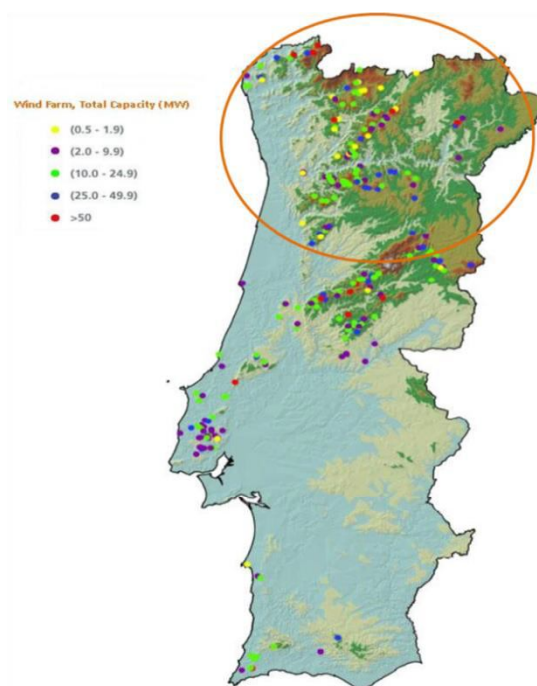 Wind Farm, Total Capacity (MW)
(0.5 - 1.9)
(2.0 - 9.9)
(10.0 - 24.9)
(25.0 - 49.9)
>50